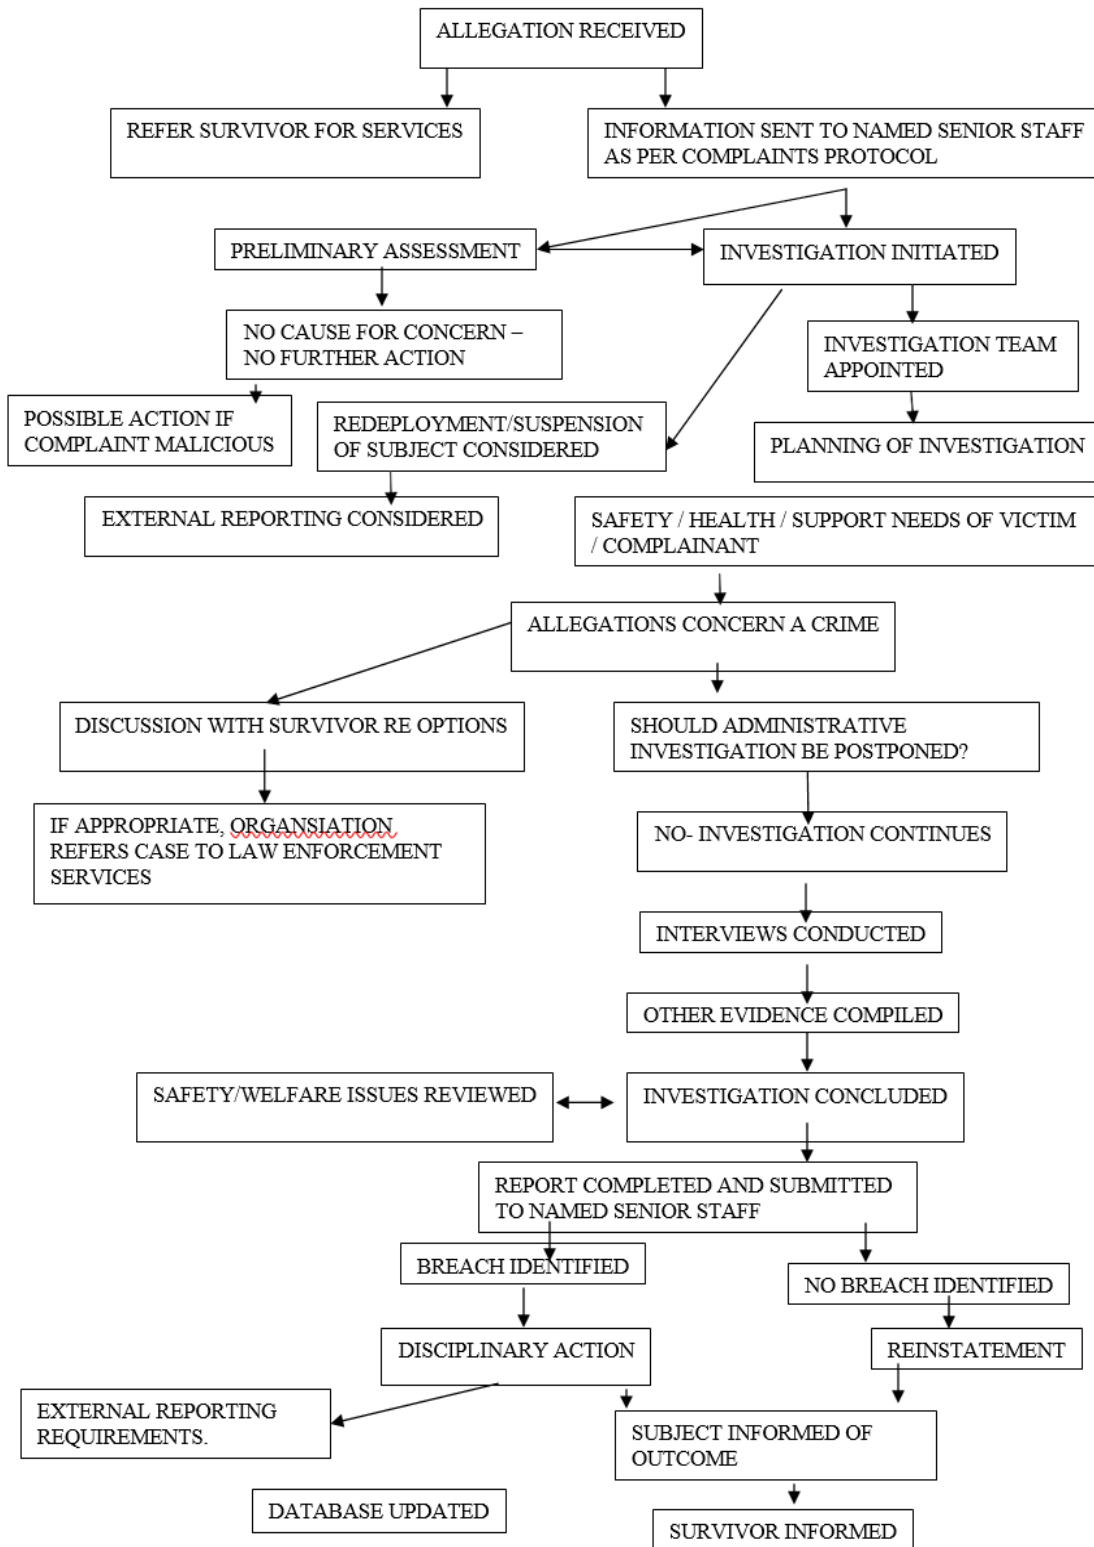 ALLEGATION RECEIVED
REFER SURVIVOR FOR SERVICES
INFORMATION SENT TO NAMED SENIOR STAFF
AS PER COMPLAINTS PROTOCOL
PRELIMINARY ASSESSMENT
INVESTIGATION INITIATED
NO CAUSE FOR CONCERN –
NO FURTHER ACTION
INVESTIGATION TEAM
APPOINTED
POSSIBLE ACTION IF
COMPLAINT MALICIOUS
REDEPLOYMENT/SUSPENSION
OF SUBJECT CONSIDERED
PLANNING OF INVESTIGATION
EXTERNAL REPORTING CONSIDERED
SAFETY / HEALTH / SUPPORT NEEDS OF VICTIM
/ COMPLAINANT
ALLEGATIONS CONCERN A CRIME
DISCUSSION WITH SURVIVOR RE OPTIONS
SHOULD ADMINISTRATIVE
INVESTIGATION BE POSTPONED?
IF APPROPRIATE, ORGANSIATION
REFERS CASE TO LAW ENFORCEMENT
SERVICES
NO- INVESTIGATION CONTINUES
INTERVIEWS CONDUCTED
OTHER EVIDENCE COMPILED
SAFETY/WELFARE ISSUES REVIEWED
INVESTIGATION CONCLUDED
REPORT COMPLETED AND SUBMITTED
TO NAMED SENIOR STAFF
BREACH IDENTIFIED
NO BREACH IDENTIFIED
DISCIPLINARY ACTION
REINSTATEMENT
EXTERNAL REPORTING
REQUIREMENTS.
SUBJECT INFORMED OF
OUTCOME
DATABASE UPDATED
SURVIVOR INFORMED